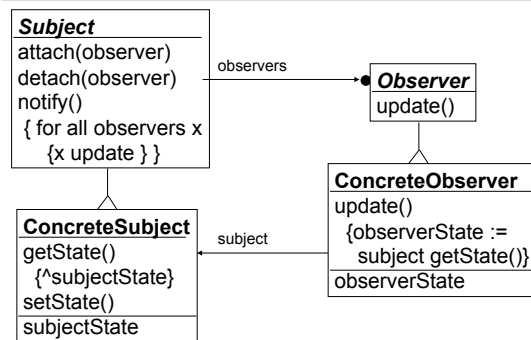 Subject
attach(observer)
detach(observer)
notify()
{ for all observers x
{x update } }
observers
Observer
update()
ConcreteSubject
getState()
{^subjectState}
setState()
subjectState
subject
ConcreteObserver
update()
{observerState :=
subject getState()}
observerState